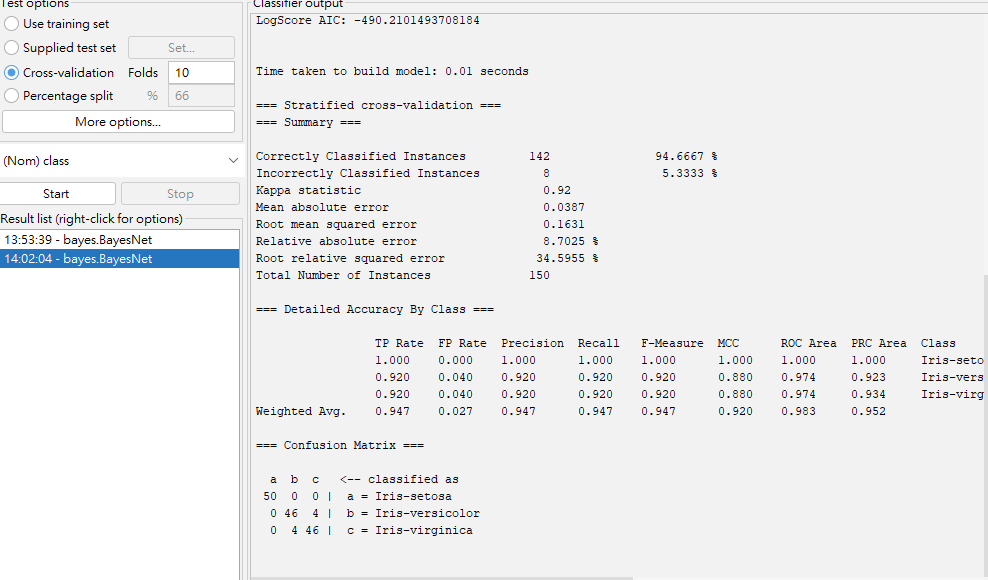 Test options
Use training set
Supplied test set Set...
Cross-validation Folds 10
Percentage split % 66
More options...
(Nom) class
Start Stop
Result list (right-click for options)
13:53:39 - bayes.BayesNet
14:02:04 - bayes.BayesNet
Classifier output
LogScore AIC: -490.2101493708184
Time taken to build model: 0.01 seconds
=== Stratified cross-validation ===
=== Summary ===
Correctly Classified Instances 142 94.6667 %
Incorrectly Classified Instances 8 5.3333 %
Kappa statistic 0.92
Mean absolute error 0.0387
Root mean squared error 0.1631
Relative absolute error 8.7025 %
Root relative squared error 34.5955 %
Total Number of Instances 150
=== Detailed Accuracy By Class ===
TP Rate FP Rate Precision Recall F-Measure MCC ROC Area PRC Area Class
1.000 0.000 1.000 1.000 1.000 1.000 1.000 1.000 Iris-seto
0.920 0.040 0.920 0.920 0.920 0.880 0.974 0.923 Iris-vers
0.920 0.040 0.920 0.920 0.920 0.880 0.974 0.934 Iris-virg
Weighted Avg. 0.947 0.027 0.947 0.947 0.947 0.920 0.983 0.952
=== Confusion Matrix ===
a b c <-- classified as
50 0 0 | a = Iris-setosa
0 46 4 | b = Iris-versicolor
0 4 46 | c = Iris-virginica